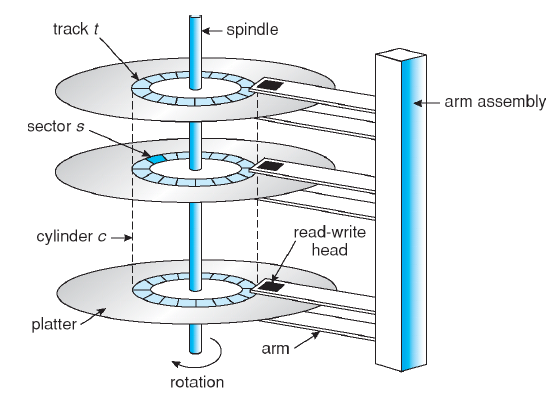 track t
spindle
arm assembly
sector s
cylinder c
read-write
head
platter
arm
rotation